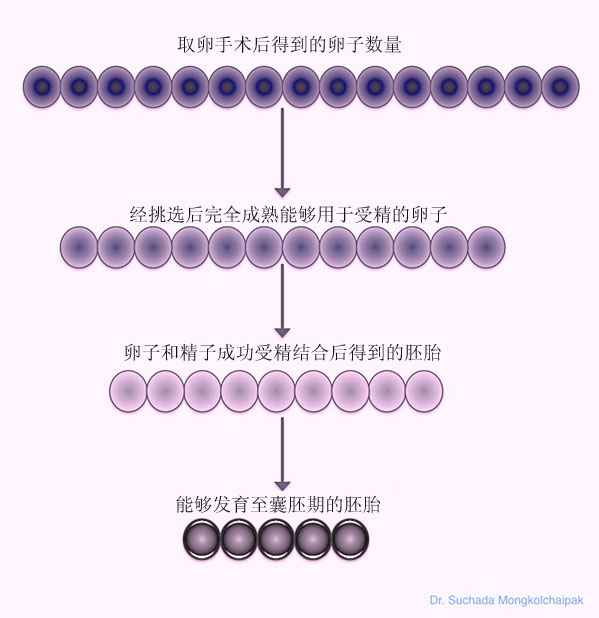 取卵手术后得到的卵子数量
经挑选后完全成熟能够用于受精的卵子
卵子和精子成功受精结合后得到的胚胎
能够发育至囊胚期的胚胎
Dr. Suchada Mongkolchaipak